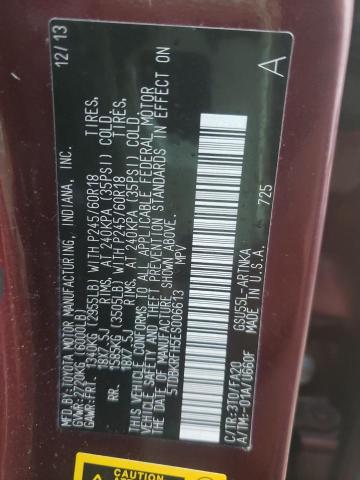 MFD.BY:TOYOTA MOTOR MANUFACTURING, INDIANA, INC.
12/13
GVWR:2720KG (6000LB)
GAWR:FRT. 1340KG (2955LB) WITH P245/60R18 TIRES,
18X7.5J RIMS, AT 240KPA (35PSI) COLD.
RR. 1585KG (3505LB) WITH P245/60R18 TIRES,
18X7.5J RIMS, AT 240KPA (35PSI) COLD.
THIS VEHICLE CONFORMS TO ALL APPLICABLE FEDERAL MOTOR
VEHICLE SAFETY AND THEFT PREVENTION STANDARDS IN EFFECT ON
THE DATE OF MANUFACTURE SHOWN ABOVE.
5TDBK3FH5ES006613 MPV
A
725
C/TR:3T0/FA20 GSU55L-ARTNKA
A/TM:-01A/U660F MADE IN U.S.A.
CAUTION